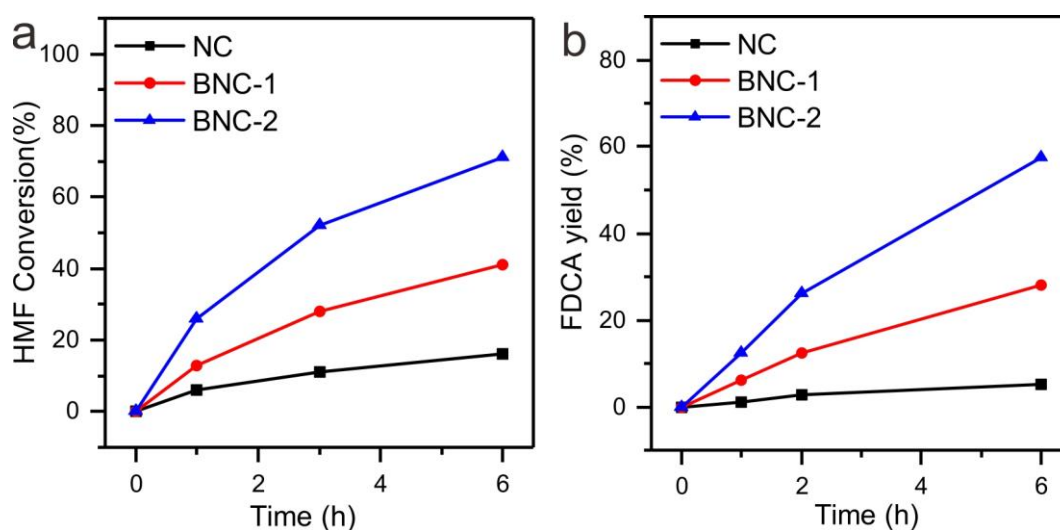 a
NC
BNC-1
BNC-2
HMF Conversion(%)
100
80
60
40
20
0
0 2 4 6
Time (h)
b
NC
BNC-1
BNC-2
FDCA yield (%)
80
60
40
20
0
0 2 4 6
Time (h)